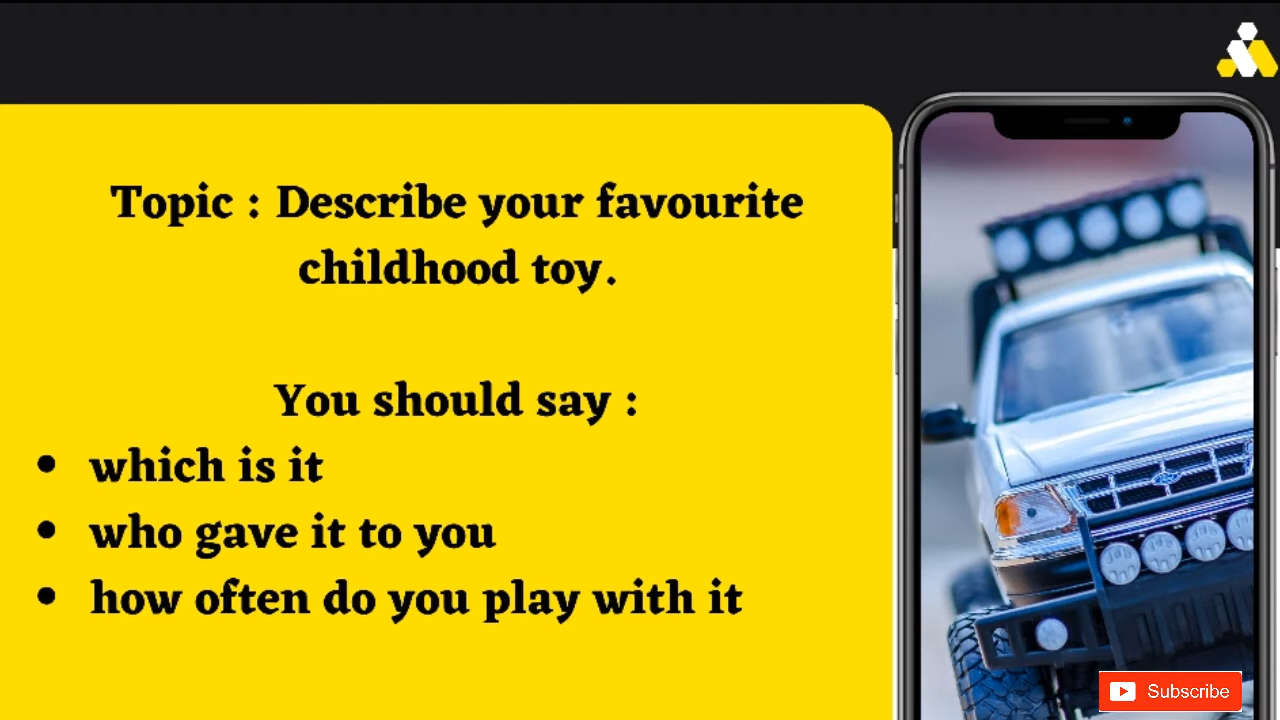 Topic : Describe your favourite
childhood toy.
You should say :
• which is it
• who gave it to you
• how often do you play with it
Subscribe